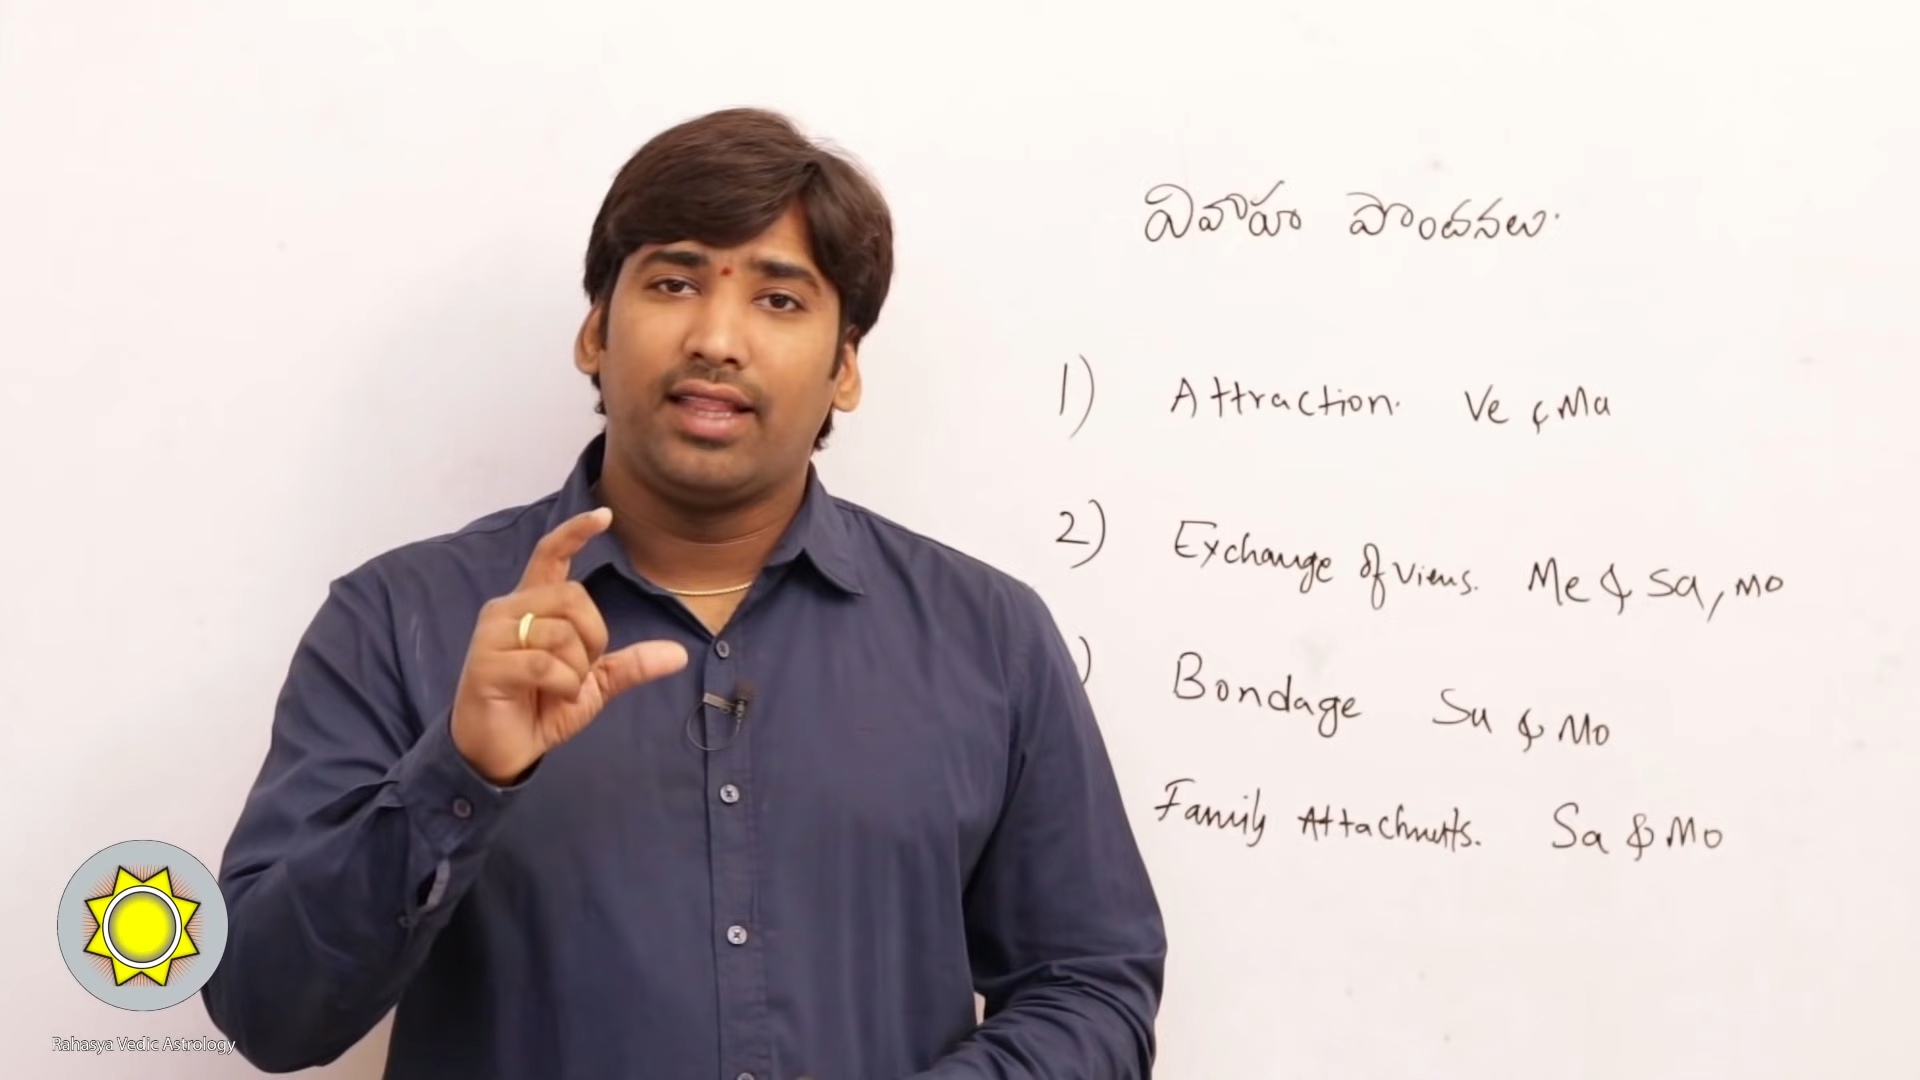 వివాహ పొంతనలు.
1) Attraction. Ve & Ma
2) Exchange of views. Me & Sa, Mo
) Bondage Su & Mo
Family Attachments. Sa & Mo
Rahasya Vedic Astrology